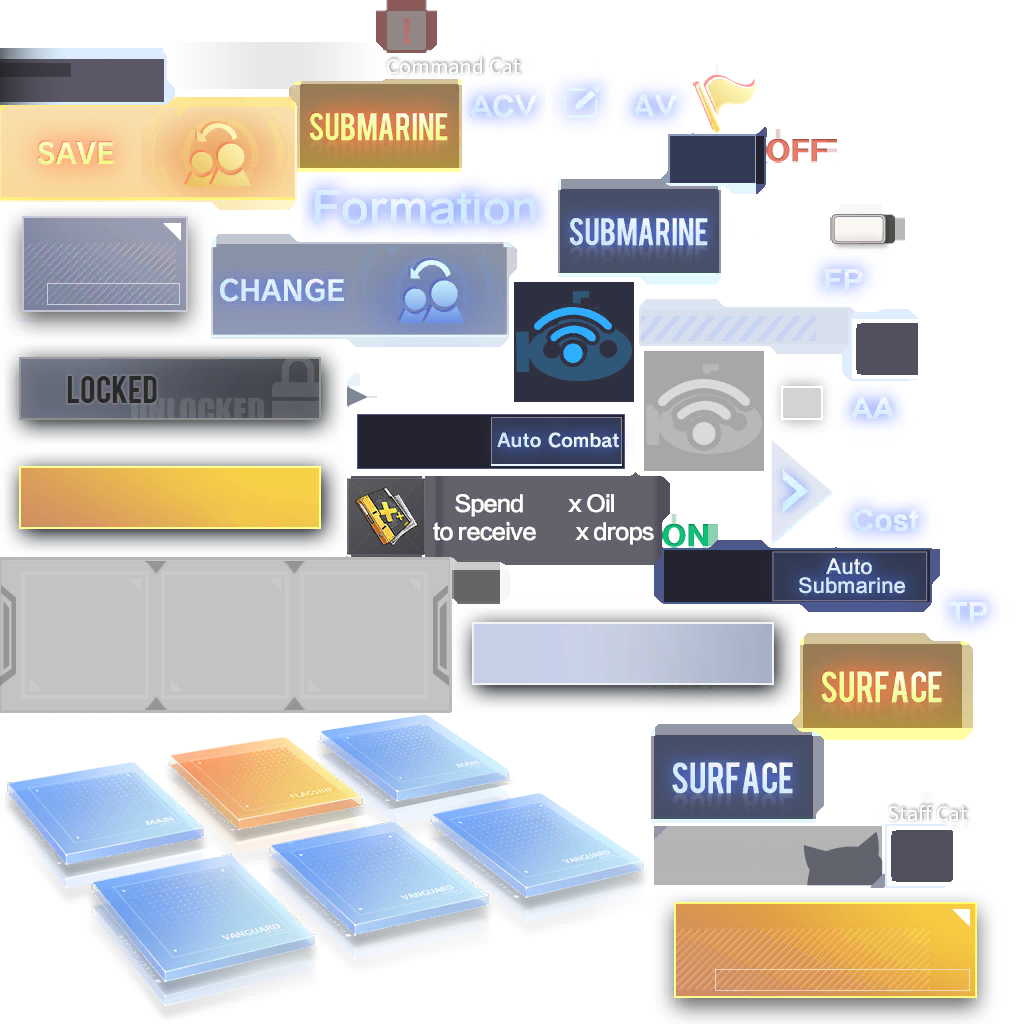 !
Command Cat
ACV
AV
SUBMARINE
SAVE
OFF
Formation
SUBMARINE
FP
CHANGE
LOCKED
UNLOCKED
AA
Auto Combat
Spend x Oil
to receive x drops
Cost
ON
Auto
Submarine
TP
SURFACE
MAIN
SURFACE
FLAGSHIP
MAIN
Staff Cat
VANGUARD
VANGUARD
VANGUARD